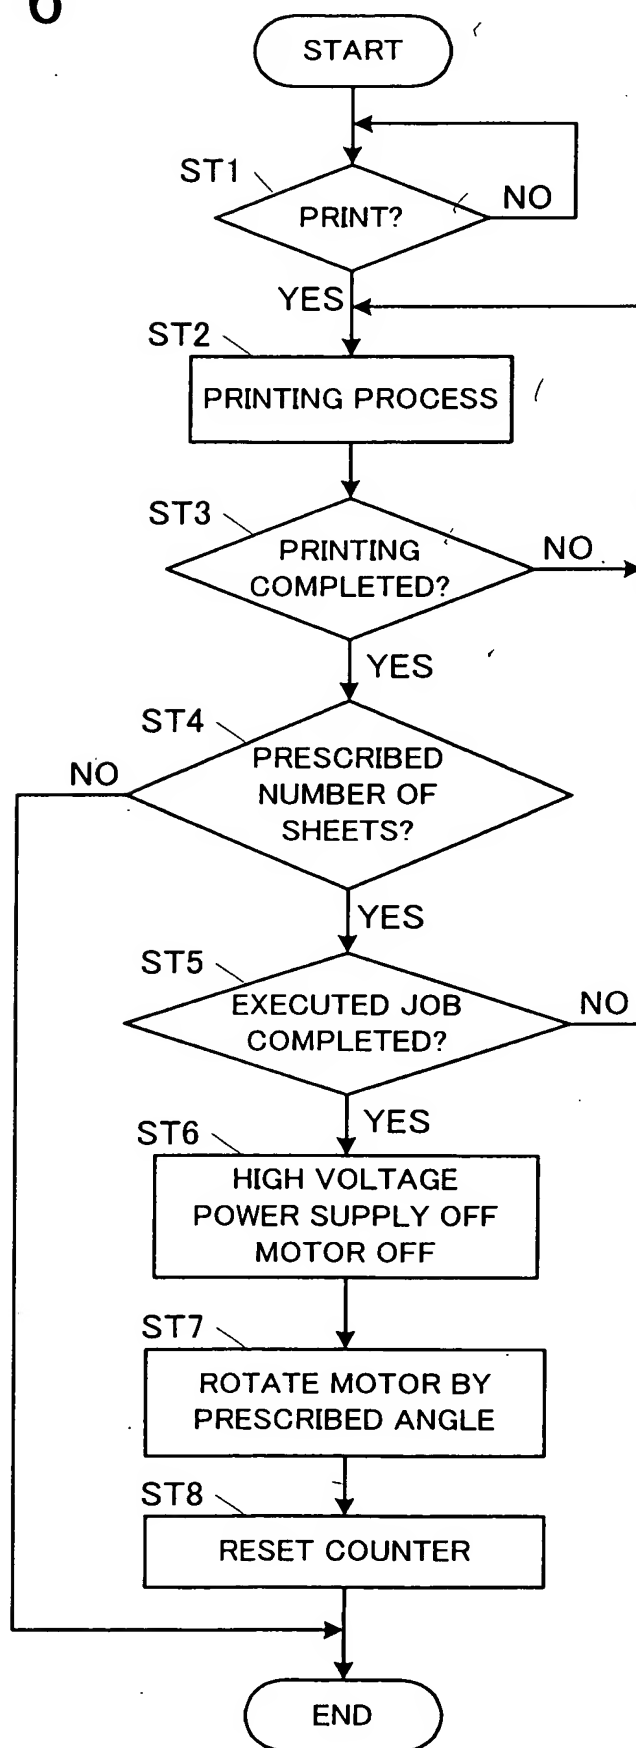 6
START
ST1
PRINT?
NO
YES
ST2
PRINTING PROCESS
ST3
PRINTING
COMPLETED?
NO
YES
ST4
PRESCRIBED
NUMBER OF
SHEETS?
NO
YES
ST5
EXECUTED JOB
COMPLETED?
NO
YES
ST6
HIGH VOLTAGE
POWER SUPPLY OFF
MOTOR OFF
ST7
ROTATE MOTOR BY
PRESCRIBED ANGLE
ST8
RESET COUNTER
END